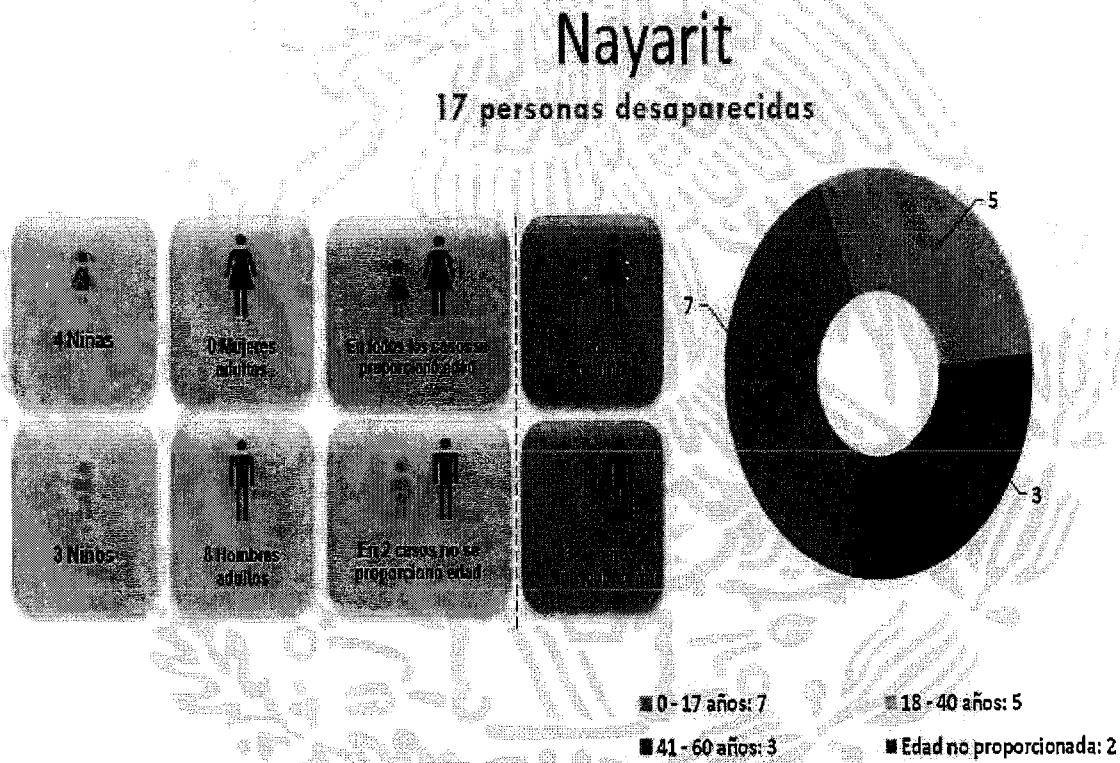 Nayarit
17 personas desaparecidas
4 Niñas
0 Mujeres
adultas
En todos los casos se
proporcionó edad
3 Niños
8 Hombres
adultos
En 2 casos no se
proporcionó edad
5
7
3
0 - 17 años: 7
18 - 40 años: 5
41 - 60 años: 3
Edad no proporcionada: 2